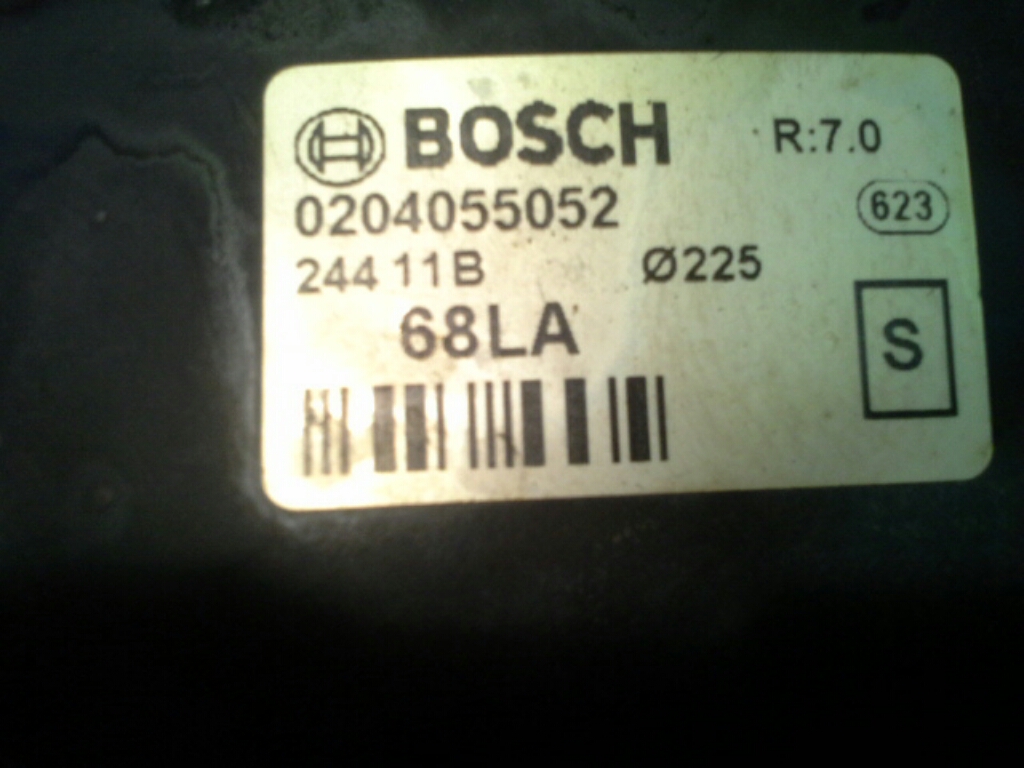 BOSCH R:7.0
0204055052 623
244 11B Ø225
68LA S